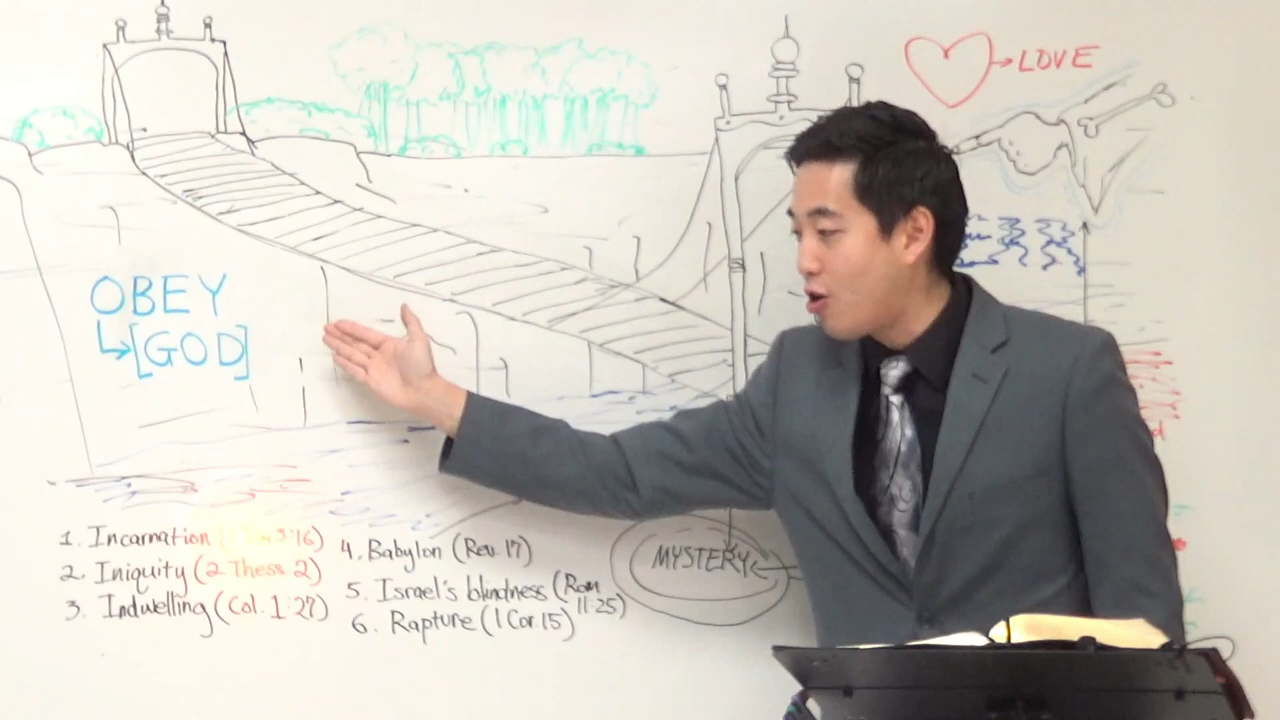 LOVE
OBEY
[GOD]
1. Incarnation (
2. Iniquity (2 Thess. 2)
3. Indwelling (Col. 1:27)
4. Babylon (Rev. 17)
5. Israel's blindness (Rom
11:25)
6. Rapture (1 Cor. 15)
MYSTERY